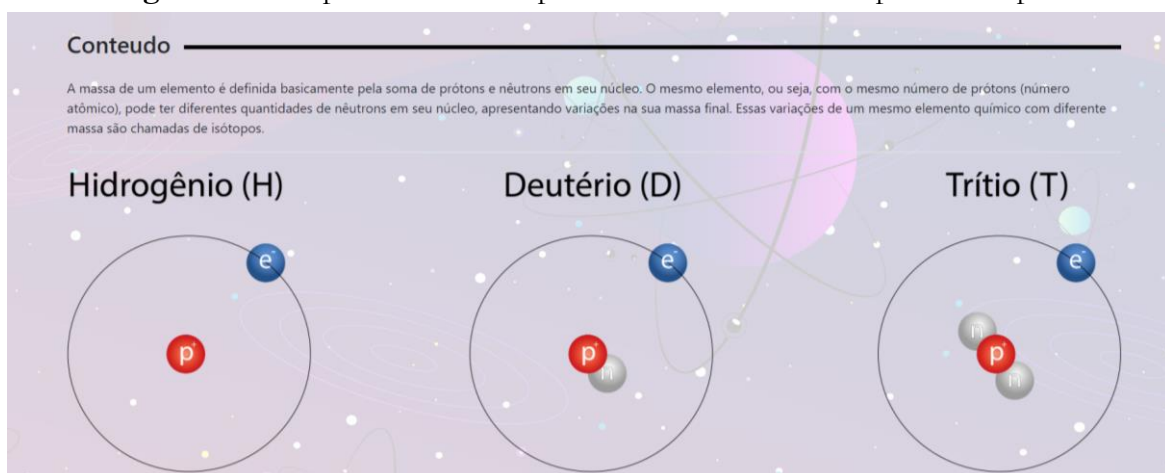 Conteudo
A massa de um elemento é definida basicamente pela soma de prótons e nêutrons em seu núcleo. O mesmo elemento, ou seja, com o mesmo número de prótons (número
atômico), pode ter diferentes quantidades de nêutrons em seu núcleo, apresentando variações na sua massa final. Essas variações de um mesmo elemento químico com diferente
massa são chamadas de isótopos.
Hidrogênio (H) Deutério (D) Trítio (T)
e⁻ e⁻ e⁻
p⁺ p⁺ n n p⁺ n